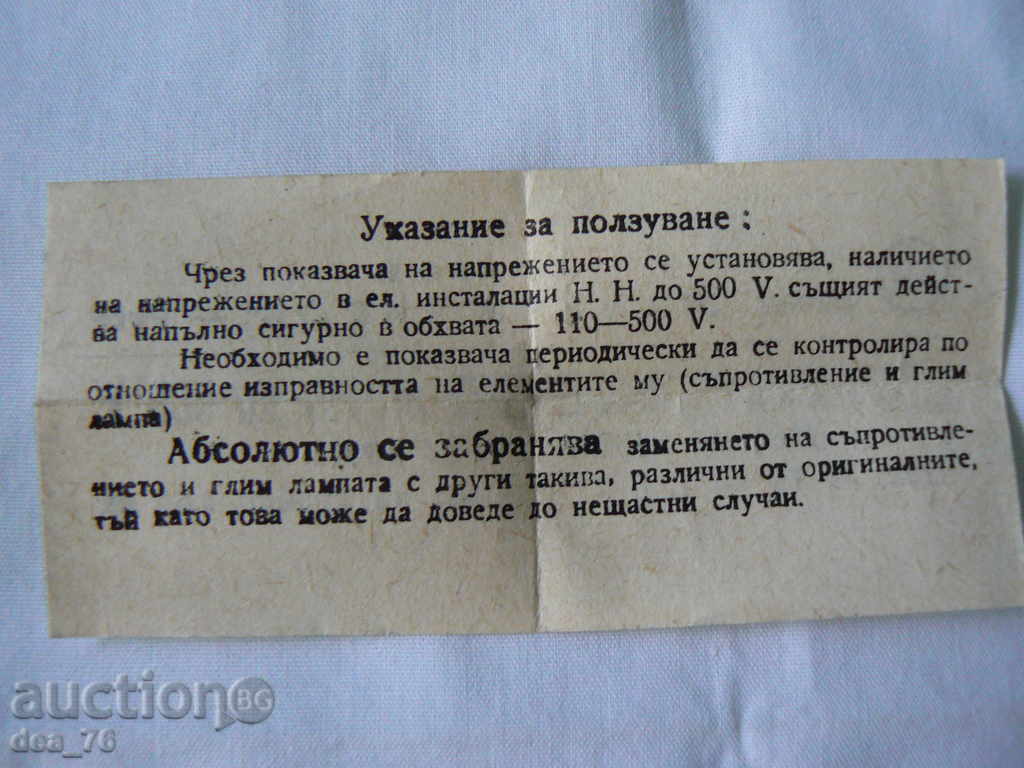 Указание за ползуване :
Чрез показвача на напрежението се установява, наличието
на напрежението в ел. инсталации Н. Н. до 500 V. същият дейст-
ва напълно сигурно в обхвата — 110—500 V.
Необходимо е показвача периодически да се контролира по
отношение изправността на елементите му (съпротивление и глим
лампа)
Абсолютно се забранява заменянето на съпротивле-
нието и глим лампата с други такива, различни от оригиналните,
тъй като това може да доведе до нещастни случаи.
auctionBG
dea_76